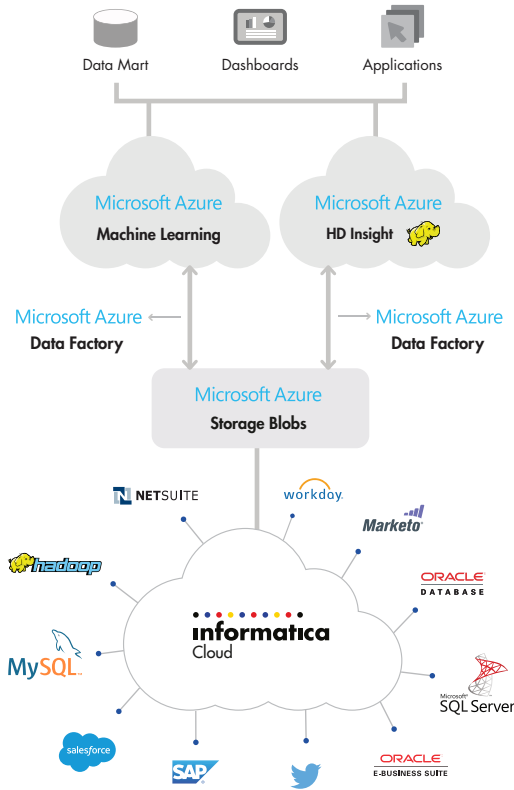 Data Mart
Dashboards
Applications
Microsoft Azure
Machine Learning
Microsoft Azure
HD Insight
Microsoft Azure
Data Factory
Microsoft Azure
Data Factory
Microsoft Azure
Storage Blobs
NETSUITE
workday.
Marketo
hadoop
ORACLE
DATABASE
informatica
Cloud
MySQL
Microsoft
SQL Server
salesforce
SAP
ORACLE
E-BUSINESS SUITE